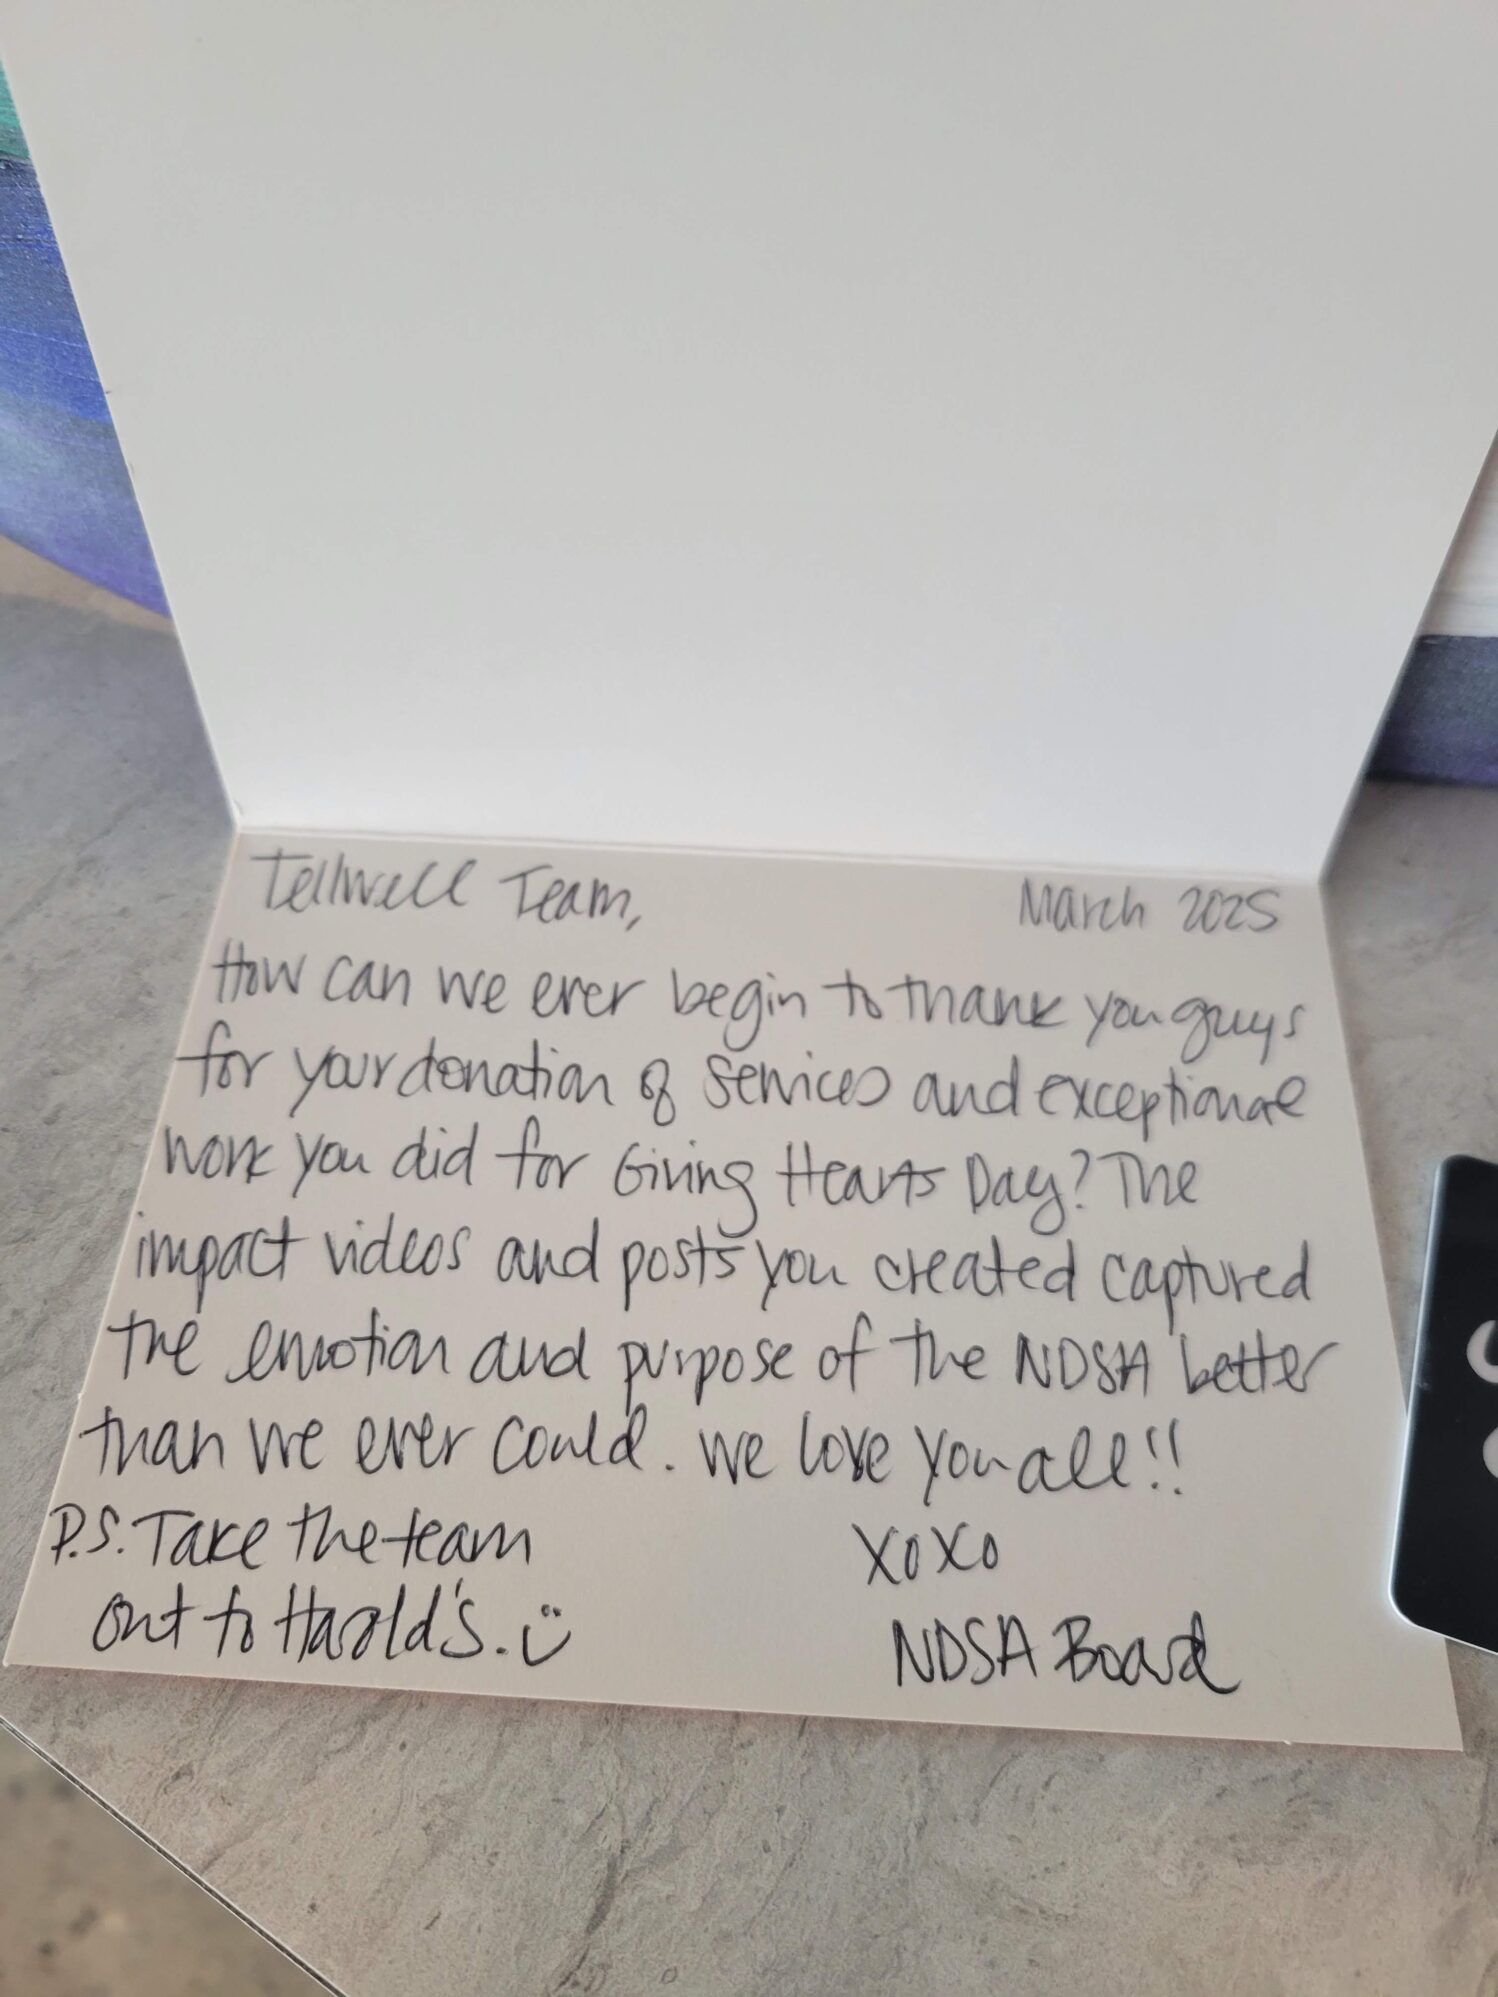 Tellwell Team, March 2025
How can we ever begin to thank you guys
for your donation of services and exceptional
work you did for Giving Hearts Day? The
impact videos and posts you created captured
the emotion and purpose of the NDSA better
than we ever could. We love you all!!
P.S. Take the team
out to Harold's. :)
XOXO
NDSA Board